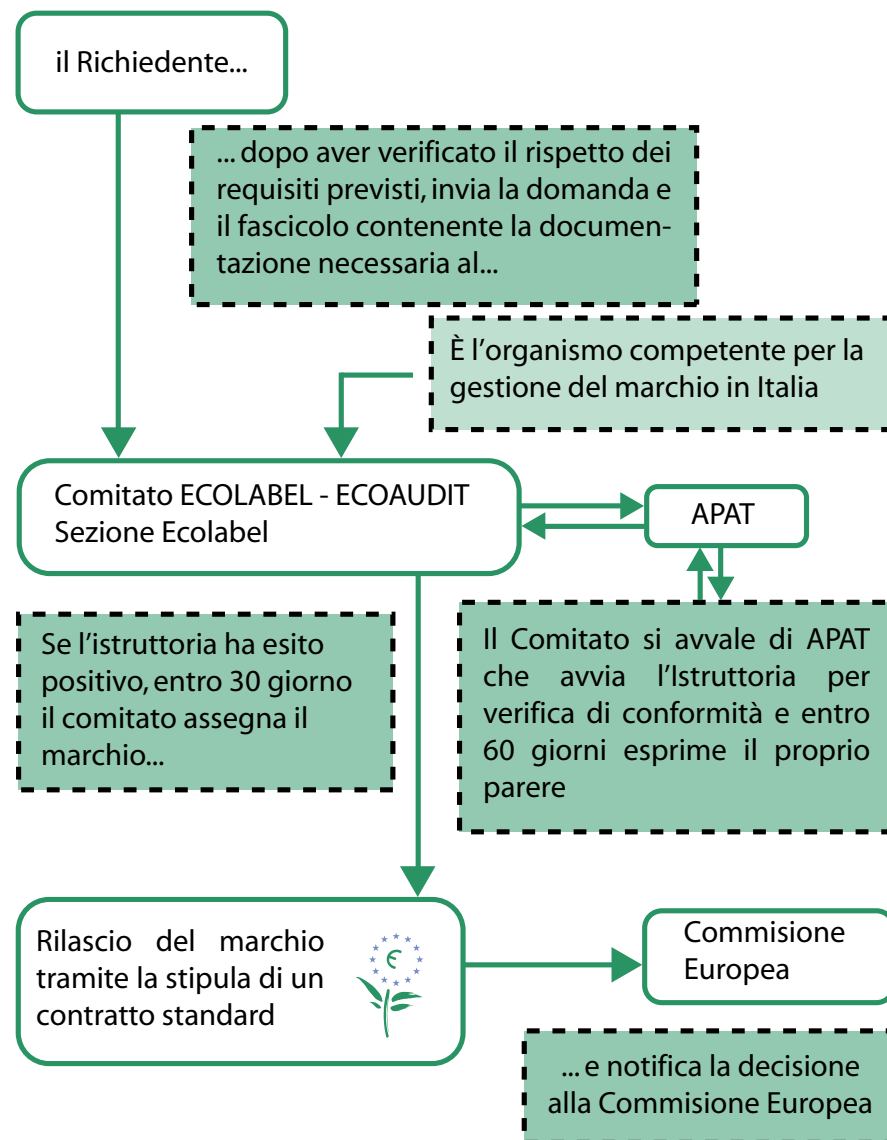 il Richiedente...
... dopo aver verificato il rispetto dei
requisiti previsti, invia la domanda e
il fascicolo contenente la documen-
tazione necessaria al...
È l'organismo competente per la
gestione del marchio in Italia
Comitato ECOLABEL - ECOAUDIT
Sezione Ecolabel
APAT
Se l'istruttoria ha esito
positivo, entro 30 giorno
il comitato assegna il
marchio...
Il Comitato si avvale di APAT
che avvia l'Istruttoria per
verifica di conformità e entro
60 giorni esprime il proprio
parere
Rilascio del marchio
tramite la stipula di un
contratto standard
Commisione
Europea
... e notifica la decisione
alla Commisione Europea